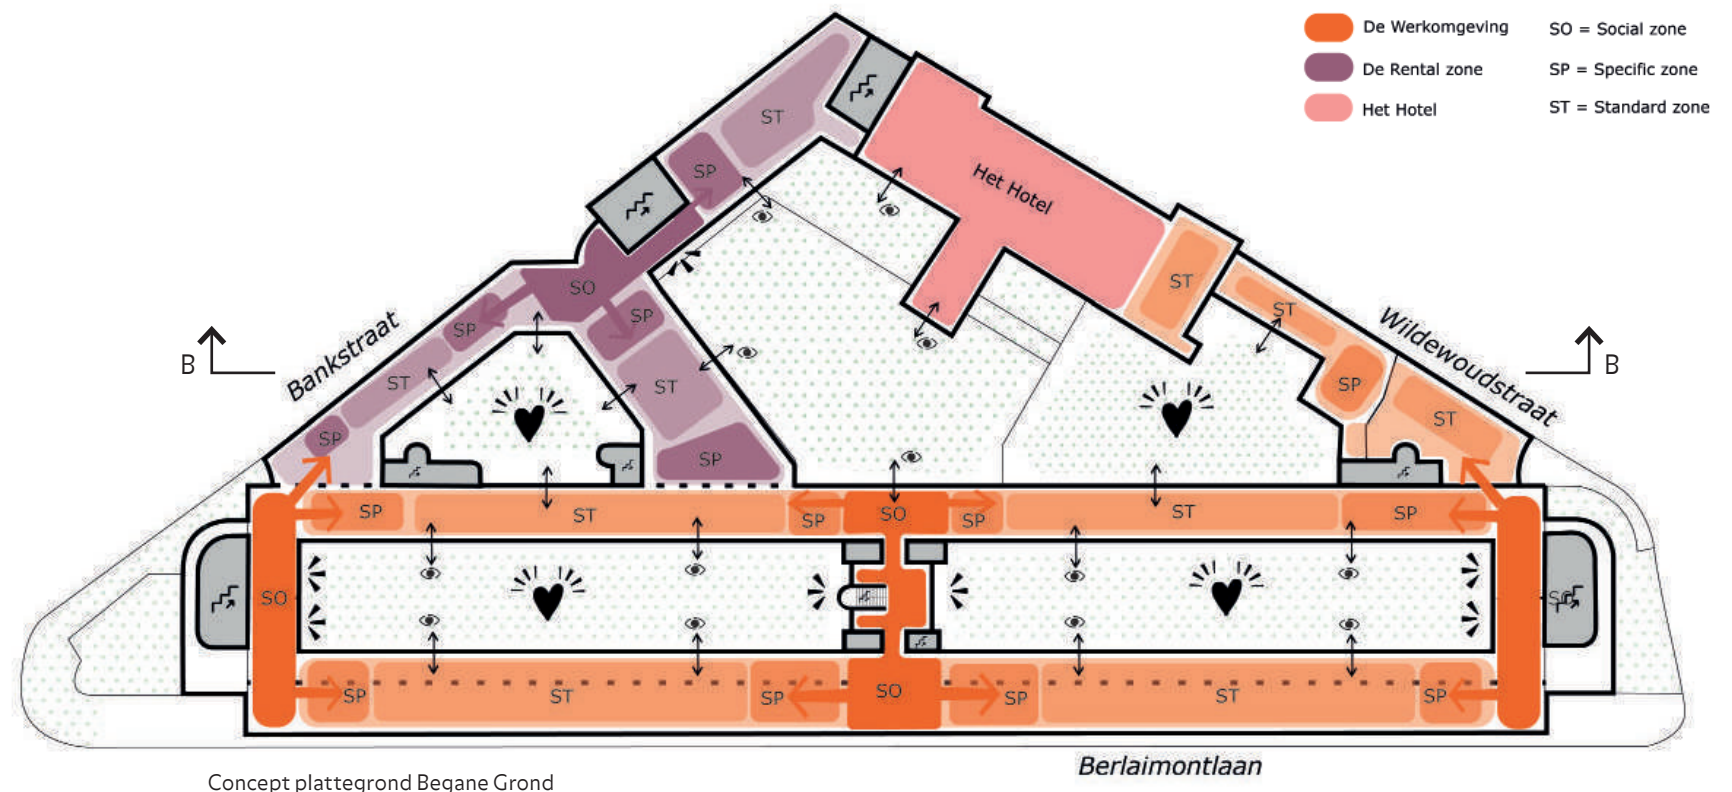 De Werkomgeving
SO = Social zone
De Rental zone
SP = Specific zone
Het Hotel
ST = Standard zone
ST
SP
Het Hotel
SO
ST
SP
SP
ST
Bankstraat
Wildewoudstraat
B
B
ST
ST
SP
ST
SP
SP
SP
ST
SP
SO
SP
ST
SP
SO
SP
ST
SP
SO
SP
ST
SP
Berlaimontlaan
Concept plattegrond Begane Grond